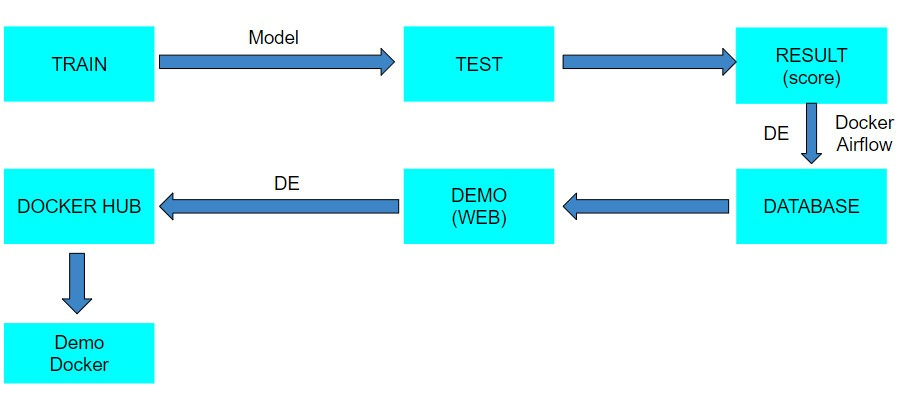 Model
TRAIN
TEST
RESULT
(score)
DE
Docker
Airflow
DOCKER HUB
DE
DEMO
(WEB)
DATABASE
Demo
Docker